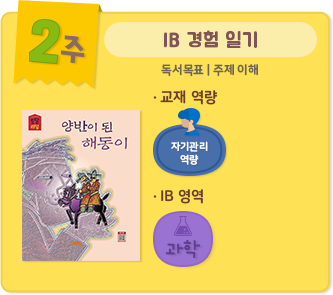 2주
IB 경험 일기
독서목표 | 주제 이해
· 교재 역량
자기관리
역량
양반이 된
해동이
· IB 영역
과학